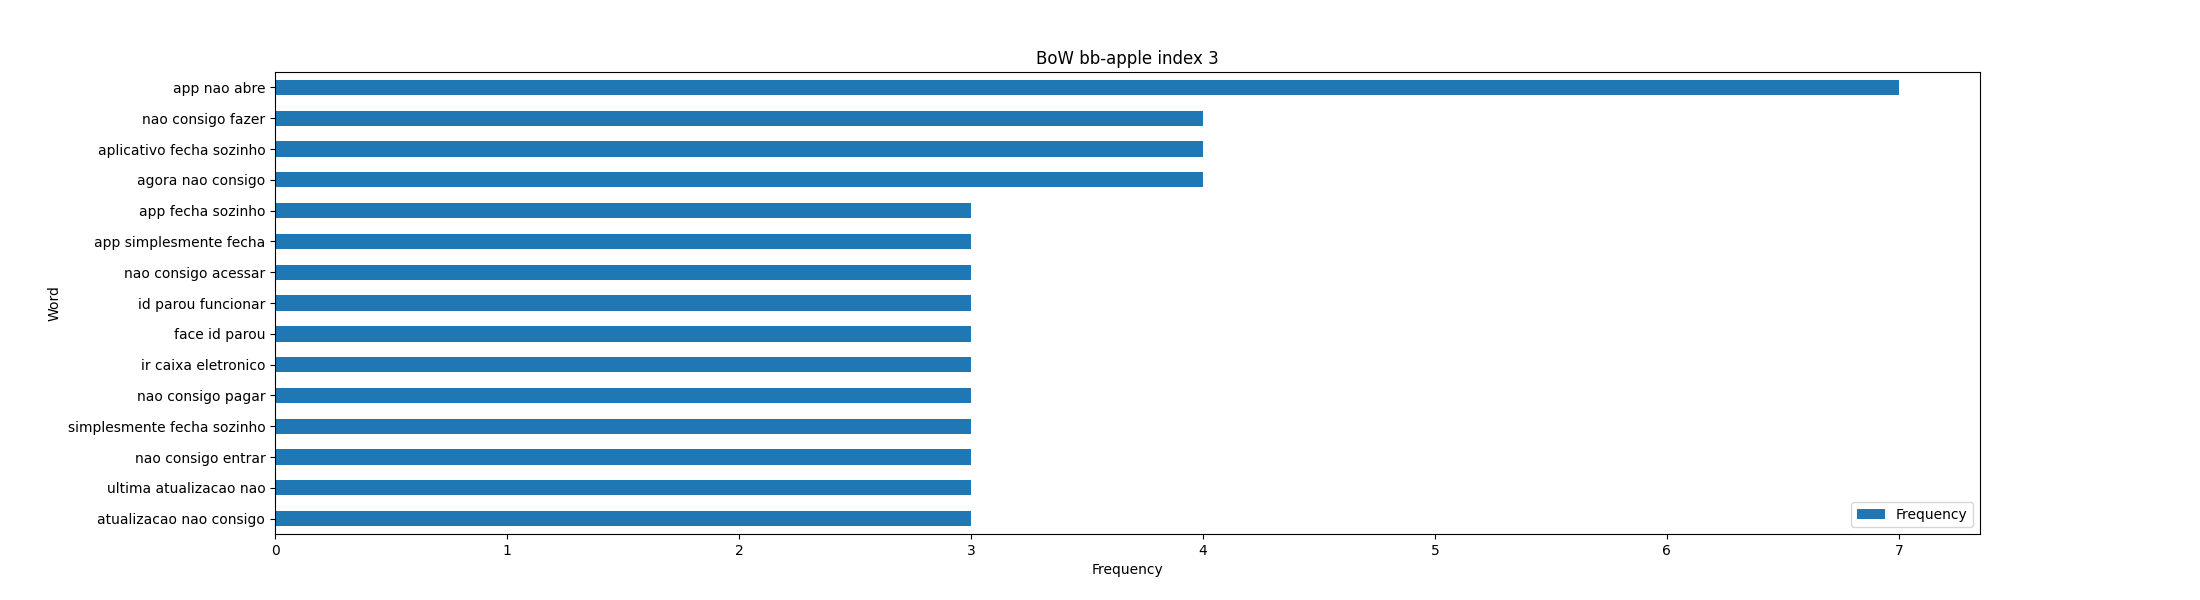 BoW bb-apple index 3
app nao abre
nao consigo fazer
aplicativo fecha sozinho
agora nao consigo
app fecha sozinho
app simplesmente fecha
nao consigo acessar
id parou funcionar
face id parou
ir caixa eletronico
nao consigo pagar
simplesmente fecha sozinho
nao consigo entrar
ultima atualizacao nao
atualizacao nao consigo
Word
Frequency
0 1 2 3 4 5 6 7
Frequency